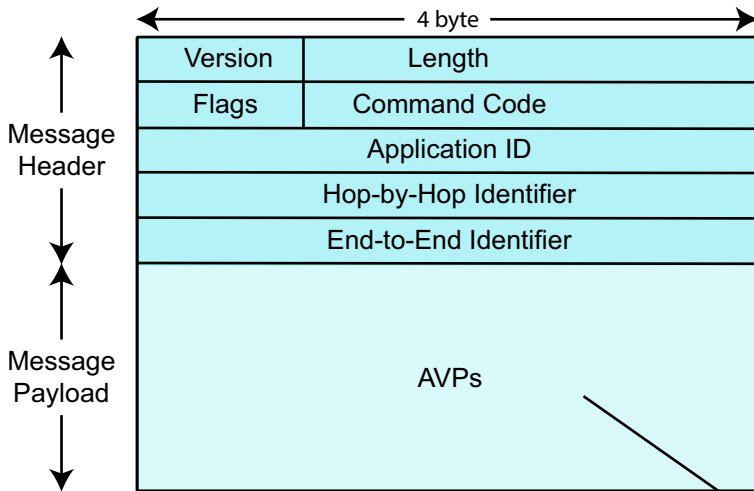 4 byte
Version Length
Flags Command Code
Message
Header
Application ID
Hop-by-Hop Identifier
End-to-End Identifier
Message
Payload
AVPs